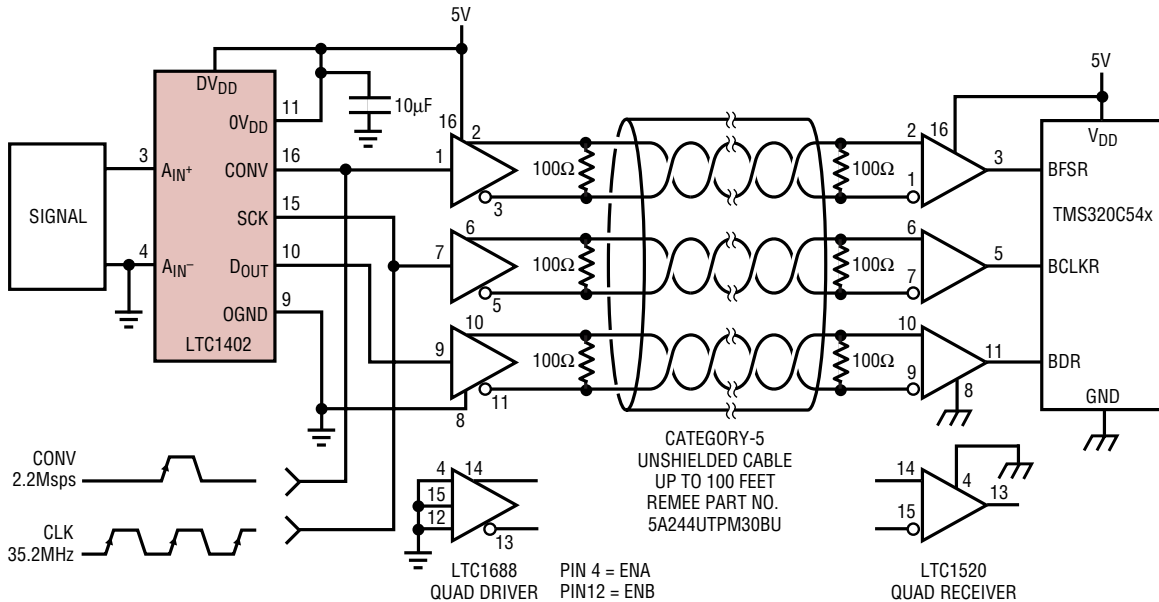 5V
DVDD
11
0VDD
10µF
16
CONV
3
AIN+
15
SCK
SIGNAL
4
AIN−
10
DOUT
9
OGND
LTC1402
16
1
2
3
100Ω
7
6
5
100Ω
9
10
11
8
100Ω
100Ω
2
1
16
3
100Ω
6
7
5
100Ω
10
9
11
8
5V
VDD
BFSR
TMS320C54x
BCLKR
BDR
GND
CATEGORY-5
UNSHIELDED CABLE
UP TO 100 FEET
REMEE PART NO.
5A244UTPM30BU
CONV
2.2Msps
CLK
35.2MHz
4
14
15
12
13
LTC1688
QUAD DRIVER
PIN 4 = ENA
PIN12 = ENB
14
15
4
13
LTC1520
QUAD RECEIVER